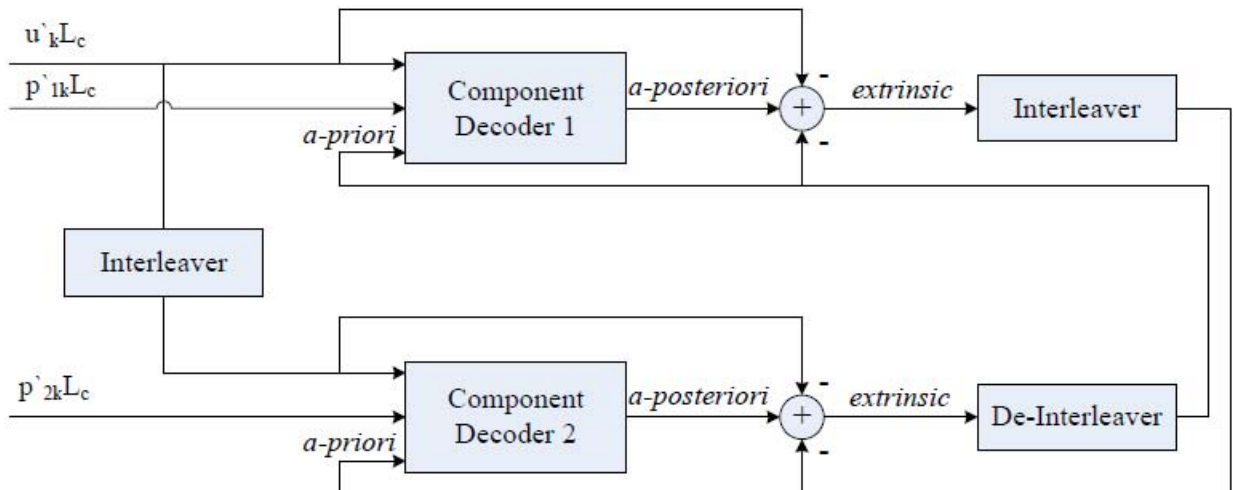 u`kLc
p`1kLc
a-priori
Component
Decoder 1
a-posteriori
-
+
-
extrinsic
Interleaver
Interleaver
p`2kLc
a-priori
Component
Decoder 2
a-posteriori
-
+
-
extrinsic
De-Interleaver